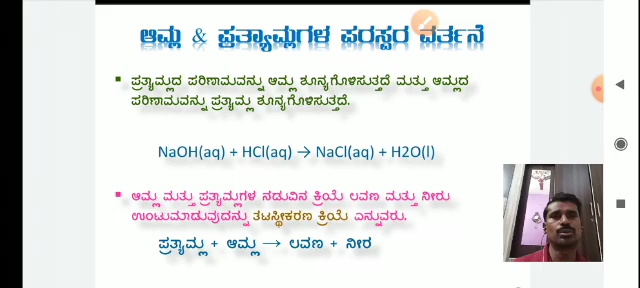 ಆಮ್ಲ & ಪ್ರತ್ಯಾಮ್ಲಗಳ ಪರಸ್ಪರ ವರ್ತನೆ
ಪ್ರತ್ಯಾಮ್ಲದ ಪರಿಣಾಮವನ್ನು ಆಮ್ಲ ಶೂನ್ಯಗೊಳಿಸುತ್ತದೆ ಮತ್ತು ಆಮ್ಲದ
ಪರಿಣಾಮವನ್ನು ಪ್ರತ್ಯಾಮ್ಲ ಶೂನ್ಯಗೊಳಿಸುತ್ತದೆ.
NaOH(aq) + HCl(aq) → NaCl(aq) + H2O(l)
ಆಮ್ಲ ಮತ್ತು ಪ್ರತ್ಯಾಮ್ಲಗಳ ನಡುವಿನ ಕ್ರಿಯೆ ಲವಣ ಮತ್ತು ನೀರು
ಉಂಟುಮಾಡುವುದನ್ನು ತಟಸ್ಥೀಕರಣ ಕ್ರಿಯೆ ಎನ್ನುವರು.
ಪ್ರತ್ಯಾಮ್ಲ + ಆಮ್ಲ → ಲವಣ + ನೀರ